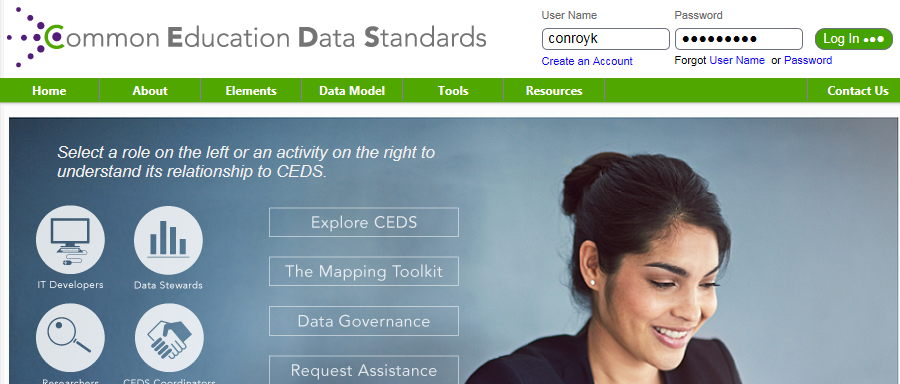 Common Education Data Standards
User Name
Password
conroyk
●●●●●●●●●
Log In ●●●
Create an Account
Forgot User Name or Password
Home
About
Elements
Data Model
Tools
Resources
Contact Us
Select a role on the left or an activity on the right to
understand its relationship to CEDS.
IT Developers
Data Stewards
Researchers
CEDS Coordinators
Explore CEDS
The Mapping Toolkit
Data Governance
Request Assistance